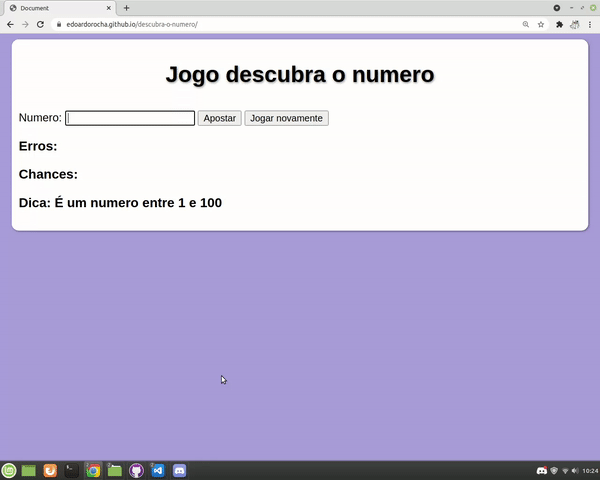 Document
edoardorocha.github.io/descubra-o-numero/
Jogo descubra o numero
Numero:
Apostar
Jogar novamente
Erros:
Chances:
Dica: É um numero entre 1 e 100
10:24